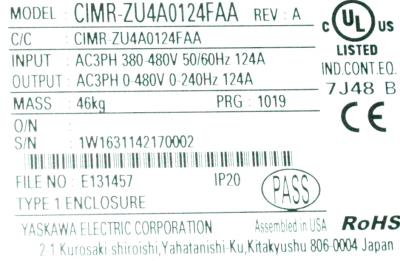 MODEL : CIMR-ZU4A0124FAA REV : A
C/C : CIMR-ZU4A0124FAA
INPUT : AC3PH 380-480V 50/60Hz 124A
OUTPUT : AC3PH 0-480V 0-240Hz 124A
MASS : 46kg PRG : 1019
O/N :
S/N : 1W1631142170002
FILE NO : E131457 IP20
TYPE 1 ENCLOSURE
PASS
YASKAWA ELECTRIC CORPORATION Assembled in USA RoHS
2-1 Kurosaki shiroishi, Yahatanishi-Ku, Kitakyushu 806-0004 Japan
C UL US
LISTED
IND.CONT.EQ.
7J48 B
CE